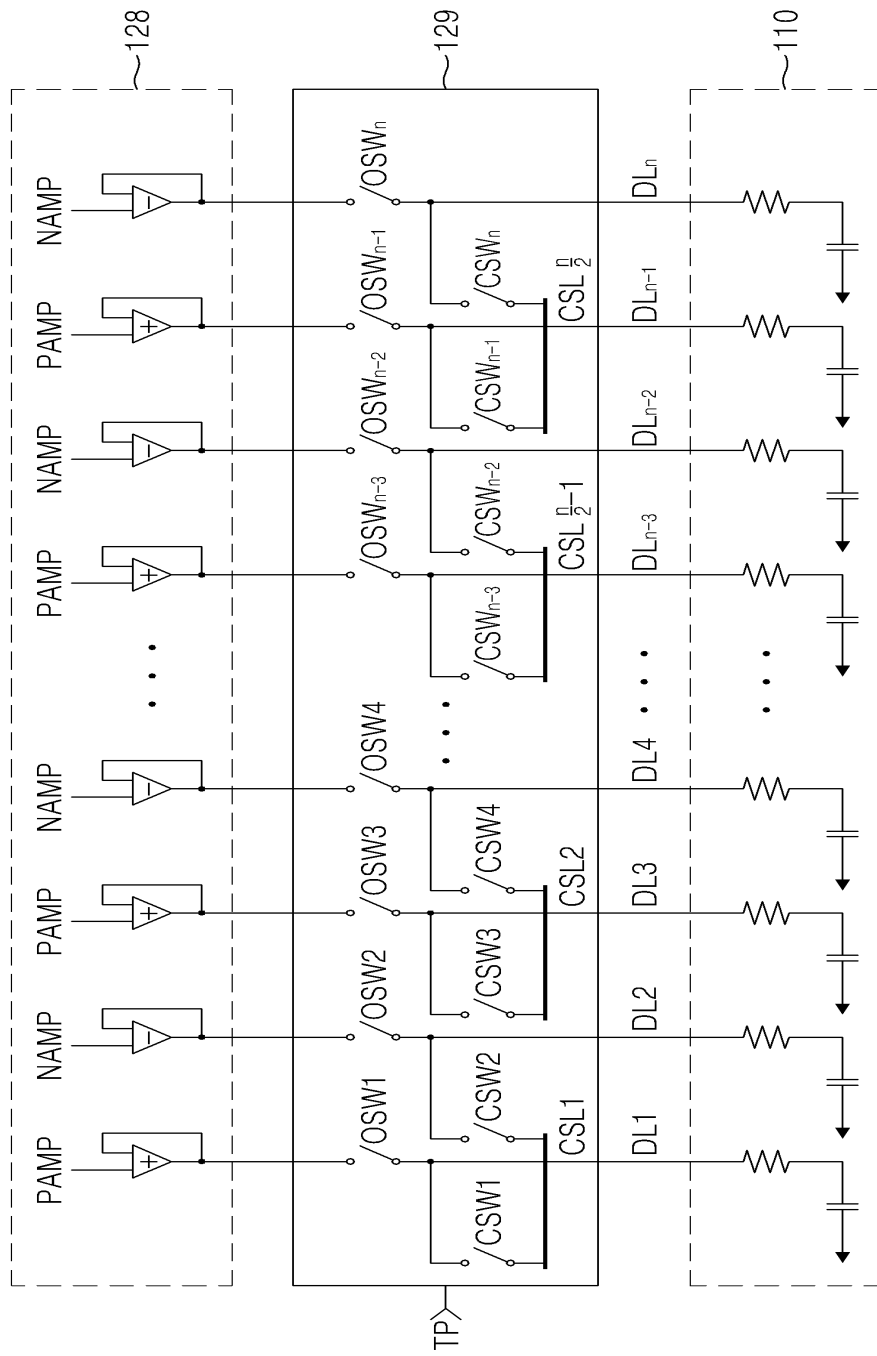 PAMP NAMP PAMP NAMP PAMP NAMP PAMP NAMP
+ − + − + − + −
128
OSW1 OSW2 OSW3 OSW4 OSWn-3 OSWn-2 OSWn-1 OSWn
TP
129
CSW1 CSW2 CSW3 CSW4 CSWn-3 CSWn-2 CSWn-1 CSWn
CSL1 CSL2 CSL n/2-1 CSL n/2
DL1 DL2 DL3 DL4 DLn-3 DLn-2 DLn-1 DLn
110